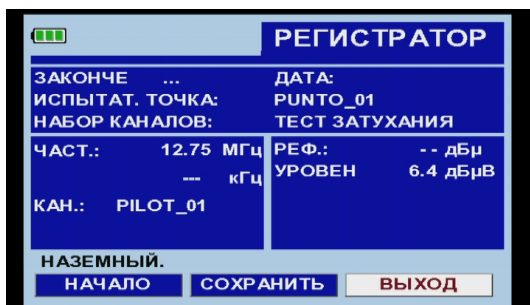 РЕГИСТРАТОР
ЗАКОНЧЕ ... ДАТА:
ИСПЫТАТ. ТОЧКА: PUNTO_01
НАБОР КАНАЛОВ: ТЕСТ ЗАТУХАНИЯ
ЧАСТ.: 12.75 МГц
--- кГц
КАН.: PILOT_01
РЕФ.: -- дБμ
УРОВЕН 6.4 дБμВ
НАЗЕМНЫЙ.
НАЧАЛО СОХРАНИТЬ ВЫХОД